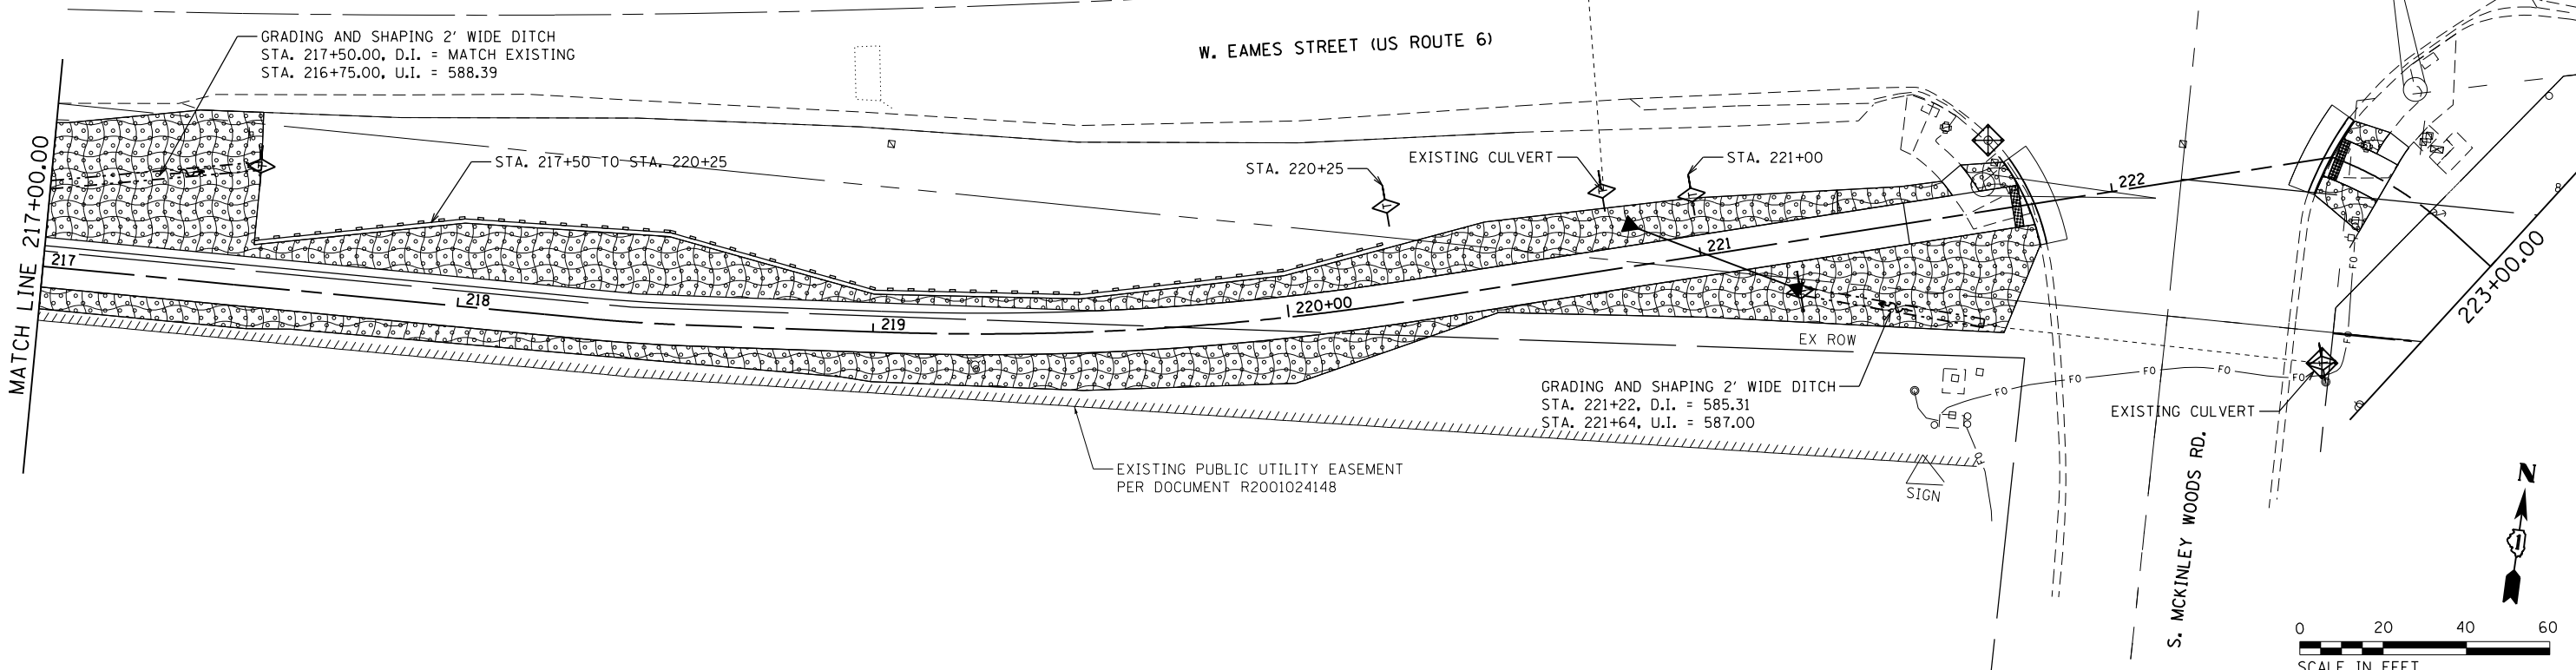 GRADING AND SHAPING 2' WIDE DITCH
STA. 217+50.00, D.I. = MATCH EXISTING
STA. 216+75.00, U.I. = 588.39
W. EAMES STREET (US ROUTE 6)
MATCH LINE 217+00.00
STA. 217+50 TO STA. 220+25
STA. 220+25
EXISTING CULVERT
STA. 221+00
217
218
219
220+00
221
222
223+00.00
EX ROW
GRADING AND SHAPING 2' WIDE DITCH
STA. 221+22, D.I. = 585.31
STA. 221+64, U.I. = 587.00
EXISTING PUBLIC UTILITY EASEMENT
PER DOCUMENT R2001024148
SIGN
FO
FO
FO
FO
FO
FO
FO
FO
EXISTING CULVERT
S. MCKINLEY WOODS RD.
N
0 20 40 60
SCALE IN FEET